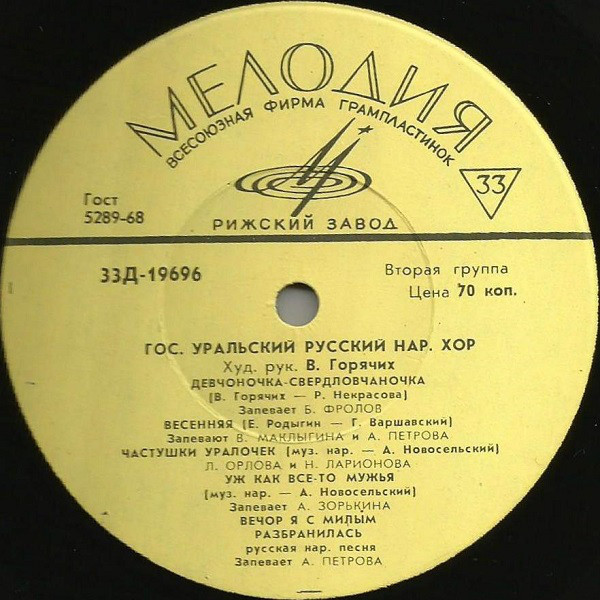 МЕЛОДИЯ
ВСЕСОЮЗНАЯ ФИРМА ГРАМПЛАСТИНОК
33
Гост
5289-68
РИЖСКИЙ ЗАВОД
33Д-19696
Вторая группа
Цена 70 коп.
ГОС. УРАЛЬСКИЙ РУССКИЙ НАР. ХОР
Худ. рук. В. Горячих
ДЕВЧОНОЧКА-СВЕРДЛОВЧАНОЧКА
(В. Горячих — Р. Некрасова)
Запевает Б. ФРОЛОВ
ВЕСЕННЯЯ (Е. Родыгин — Г. Варшавский)
Запевают В. МАКЛЫГИНА и А. ПЕТРОВА
ЧАСТУШКИ УРАЛОЧЕК (муз. нар. — А. Новосельский)
Л. ОРЛОВА и Н. ЛАРИОНОВА
УЖ КАК ВСЕ-ТО МУЖЬЯ
(муз. нар. — А. Новосельский)
Запевает А. ЗОРЬКИНА
ВЕЧОР Я С МИЛЫМ
РАЗБРАНИЛАСЬ
русская нар. песня
Запевает А. ПЕТРОВА